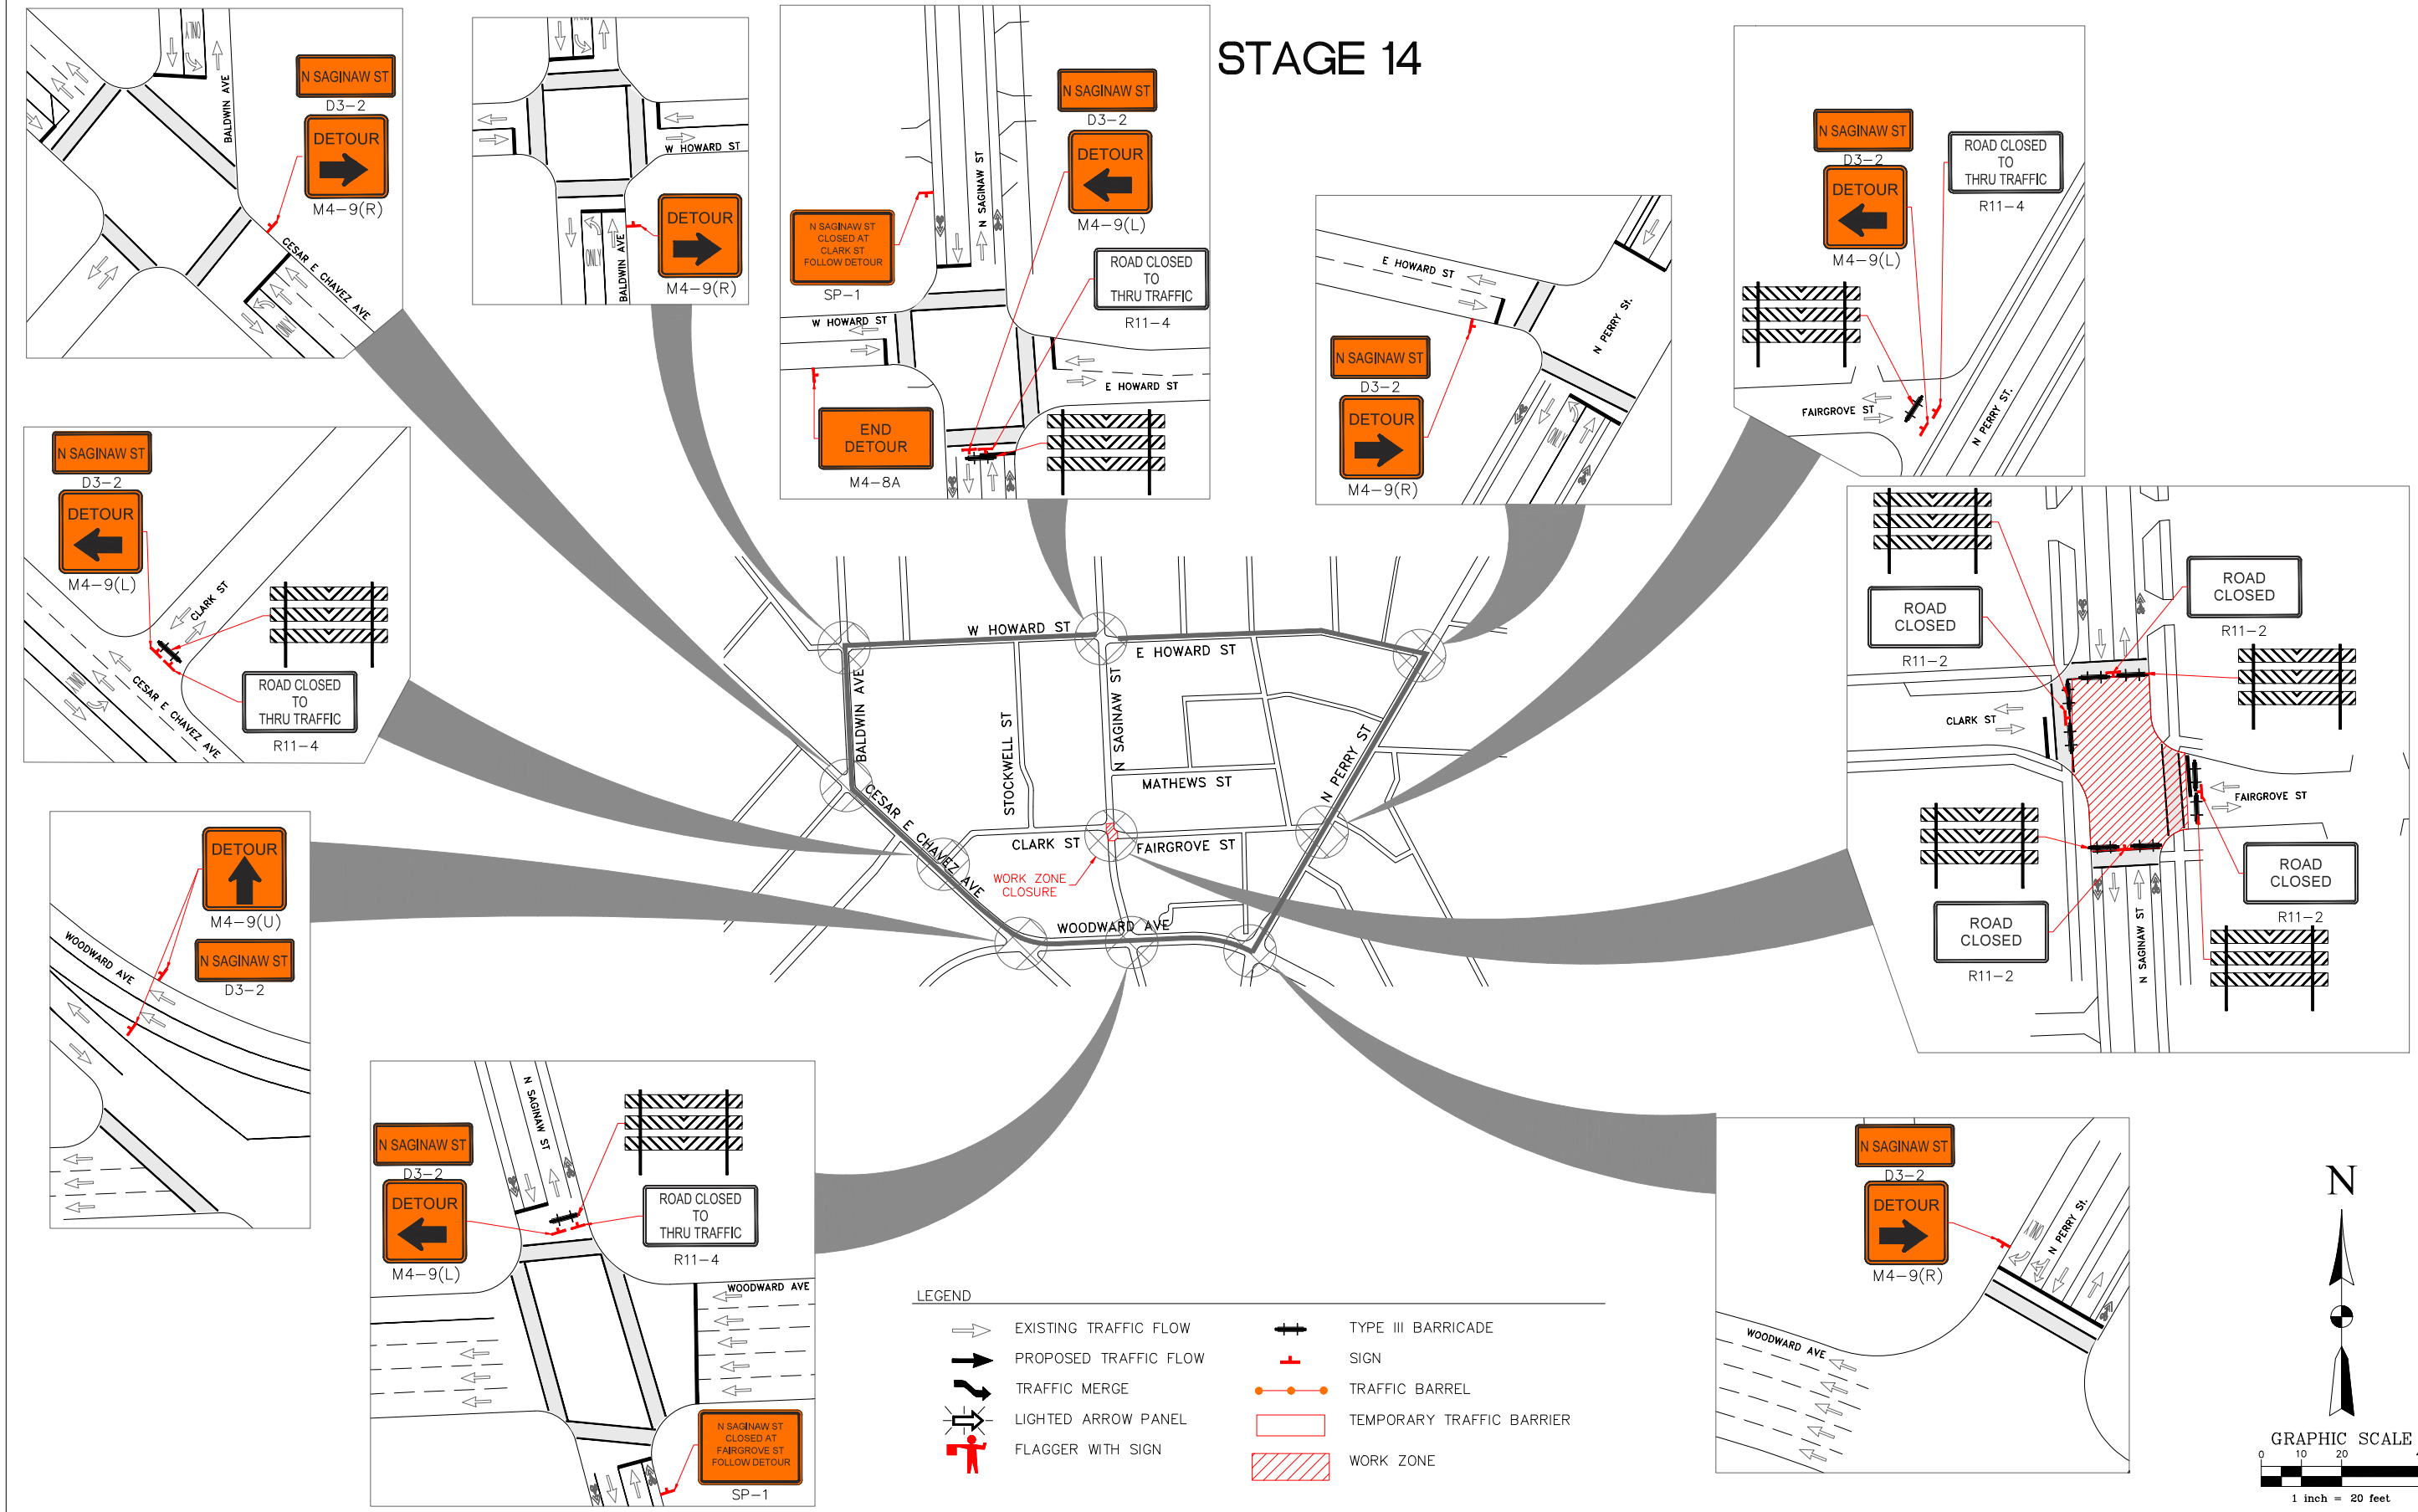 STAGE 14
ONLY
BALDWIN AVE
N SAGINAW ST
D3-2
DETOUR
M4-9(R)
CESAR E CHAVEZ AVE
ONLY
ONLY
W HOWARD ST
DETOUR
M4-9(R)
ONLY
BALDWIN AVE
N SAGINAW ST
D3-2
DETOUR
M4-9(L)
N SAGINAW ST
N SAGINAW ST
CLOSED AT
CLARK ST
FOLLOW DETOUR
SP-1
ROAD CLOSED
TO
THRU TRAFFIC
R11-4
W HOWARD ST
E HOWARD ST
END
DETOUR
M4-8A
E HOWARD ST
N PERRY St.
N SAGINAW ST
D3-2
DETOUR
M4-9(R)
ONLY
N SAGINAW ST
D3-2
DETOUR
M4-9(L)
ROAD CLOSED
TO
THRU TRAFFIC
R11-4
FAIRGROVE ST
N PERRY ST.
N SAGINAW ST
D3-2
DETOUR
M4-9(L)
CLARK ST
ONLY
CESAR E CHAVEZ AVE
ROAD CLOSED
TO
THRU TRAFFIC
R11-4
ROAD
CLOSED
R11-2
ROAD
CLOSED
R11-2
CLARK ST
FAIRGROVE ST
ROAD
CLOSED
R11-2
ROAD
CLOSED
R11-2
N SAGINAW ST
W HOWARD ST
E HOWARD ST
BALDWIN AVE
STOCKWELL ST
N SAGINAW ST
MATHEWS ST
N PERRY ST
CESAR E CHAVEZ AVE
CLARK ST
FAIRGROVE ST
WORK ZONE
CLOSURE
WOODWARD AVE
DETOUR
M4-9(U)
WOODWARD AVE
N SAGINAW ST
D3-2
N SAGINAW ST
N SAGINAW ST
D3-2
DETOUR
M4-9(L)
ROAD CLOSED
TO
THRU TRAFFIC
R11-4
WOODWARD AVE
N SAGINAW ST
CLOSED AT
FAIRGROVE ST
FOLLOW DETOUR
SP-1
N SAGINAW ST
D3-2
DETOUR
M4-9(R)
ONLY
N PERRY St.
WOODWARD AVE
LEGEND
EXISTING TRAFFIC FLOW
PROPOSED TRAFFIC FLOW
TRAFFIC MERGE
LIGHTED ARROW PANEL
FLAGGER WITH SIGN
TYPE III BARRICADE
SIGN
TRAFFIC BARREL
TEMPORARY TRAFFIC BARRIER
WORK ZONE
N
GRAPHIC SCALE
0 10 20
1 inch = 20 feet